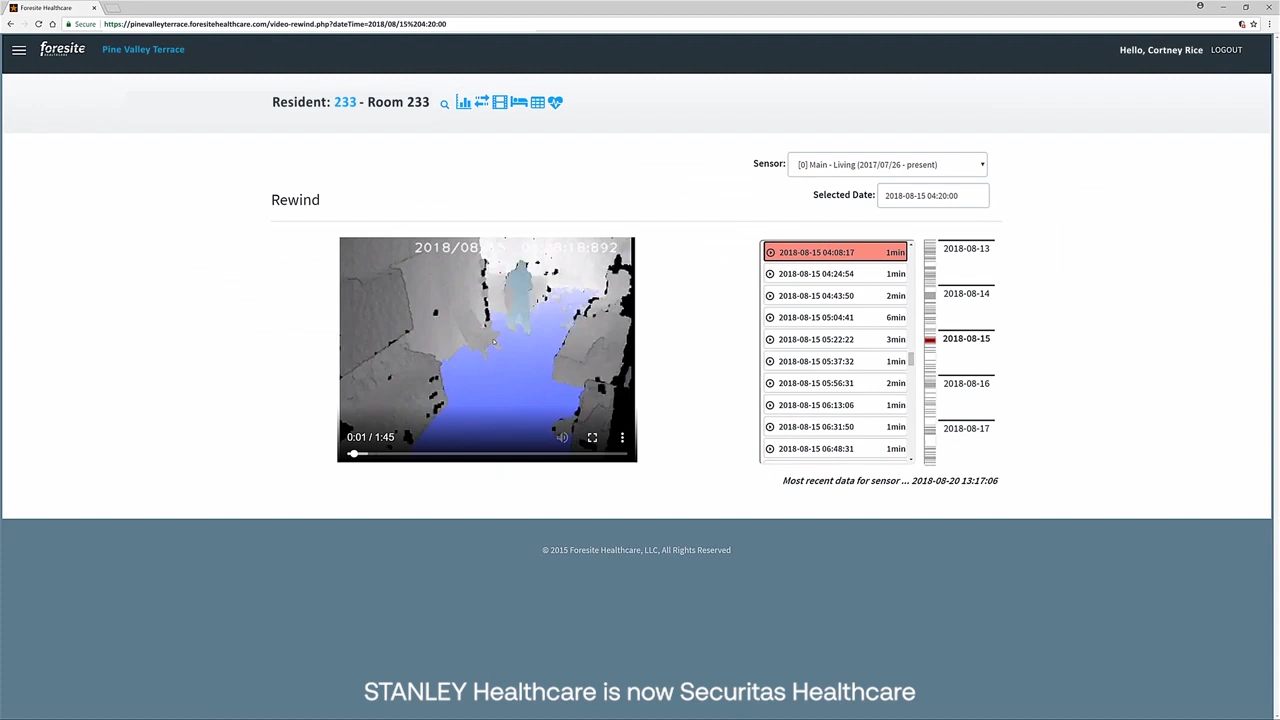 Foresite Healthcare
Secure
https://pinevalleyterrace.foresitehealthcare.com/video-rewind.php?dateTime=2018/08/15%204:20:00
foresite
HEALTHCARE
Pine Valley Terrace
Hello, Cortney Rice
LOGOUT
Resident: 233 - Room 233
Sensor: [0] Main - Living (2017/07/26 - present)
Selected Date: 2018-08-15 04:20:00
Rewind
2018/08/
18:892
0:01 / 1:45
2018-08-15 04:08:17 1min
2018-08-15 04:24:54 1min
2018-08-15 04:43:50 2min
2018-08-15 05:04:41 6min
2018-08-15 05:22:22 3min
2018-08-15 05:37:32 1min
2018-08-15 05:56:31 2min
2018-08-15 06:13:06 1min
2018-08-15 06:31:50 1min
2018-08-15 06:48:31 1min
2018-08-13
2018-08-14
2018-08-15
2018-08-16
2018-08-17
Most recent data for sensor ... 2018-08-20 13:17:06
© 2015 Foresite Healthcare, LLC, All Rights Reserved
STANLEY Healthcare is now Securitas Healthcare